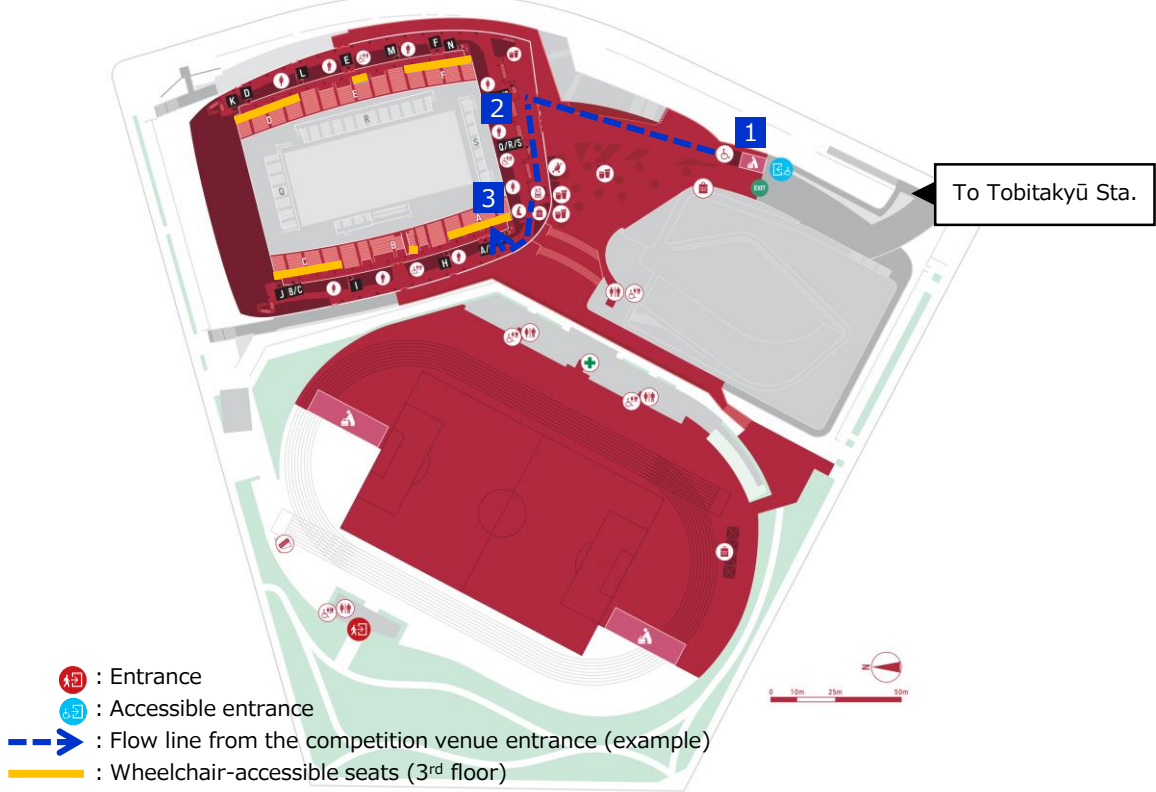 M
F
N
L
E
K
D
F
E
D
R
S
2
1
Q/R/S
Q
EXIT
To Tobitakyū Sta.
3
A
B
C
A/
H
I
J
B/C
N
0
10m
25m
50m
: Entrance
: Accessible entrance
: Flow line from the competition venue entrance (example)
: Wheelchair-accessible seats (3rd floor)